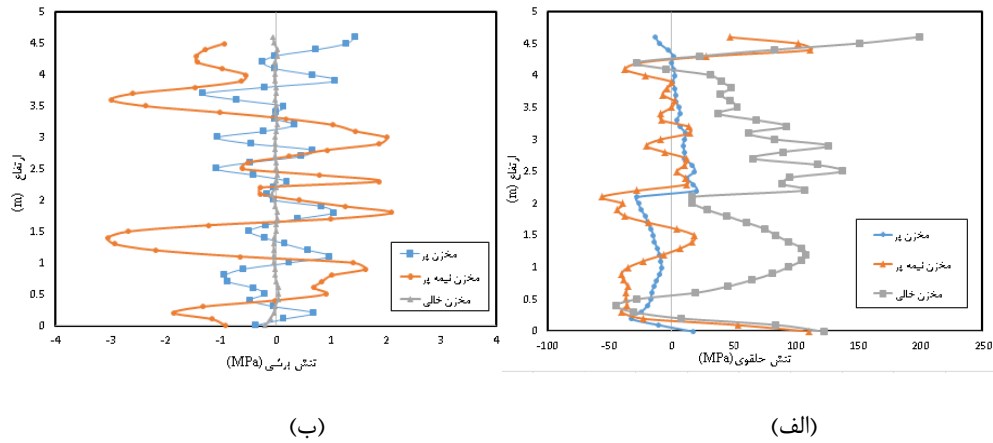 (ب)
ارتفاع (m)
4.5
4
3.5
3
2.5
2
1.5
1
0.5
0
-4 -3 -2 -1 0 1 2 3 4
تنش برشی (MPa)
مخزن پر
مخزن نیمه پر
مخزن خالی
(الف)
ارتفاع (m)
4.5
4
3.5
3
2.5
2
1.5
1
0.5
0
-100 -50 0 50 100 150 200 250
تنش حلقوی (MPa)
مخزن پر
مخزن نیمه پر
مخزن خالی